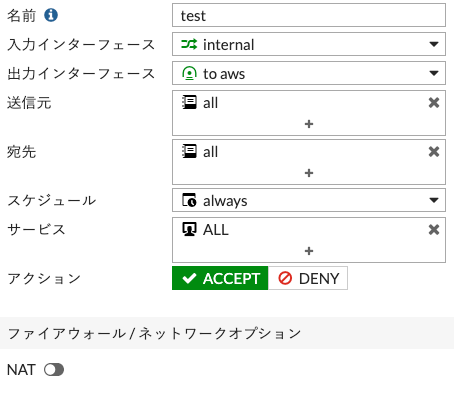 名前 test
入力インターフェース internal
出力インターフェース to aws
送信元 all
+
宛先 all
+
スケジュール always
サービス ALL
+
アクション ACCEPT DENY
ファイアウォール / ネットワークオプション
NAT